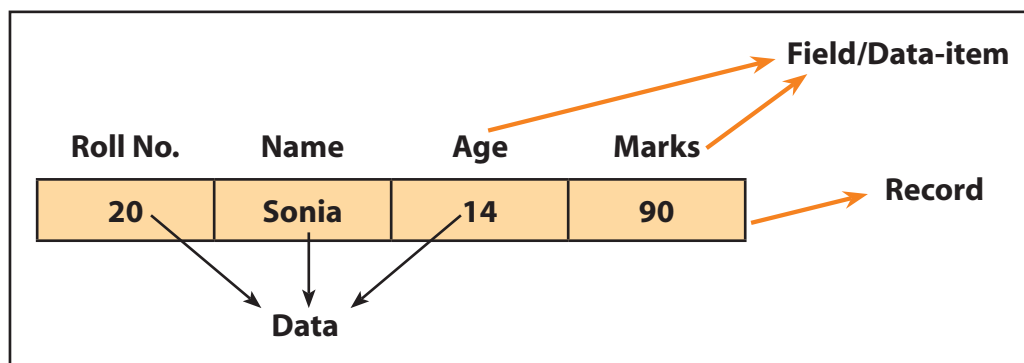 Field/Data-item
Roll No. Name Age Marks
Record
20 Sonia 14 90
Data